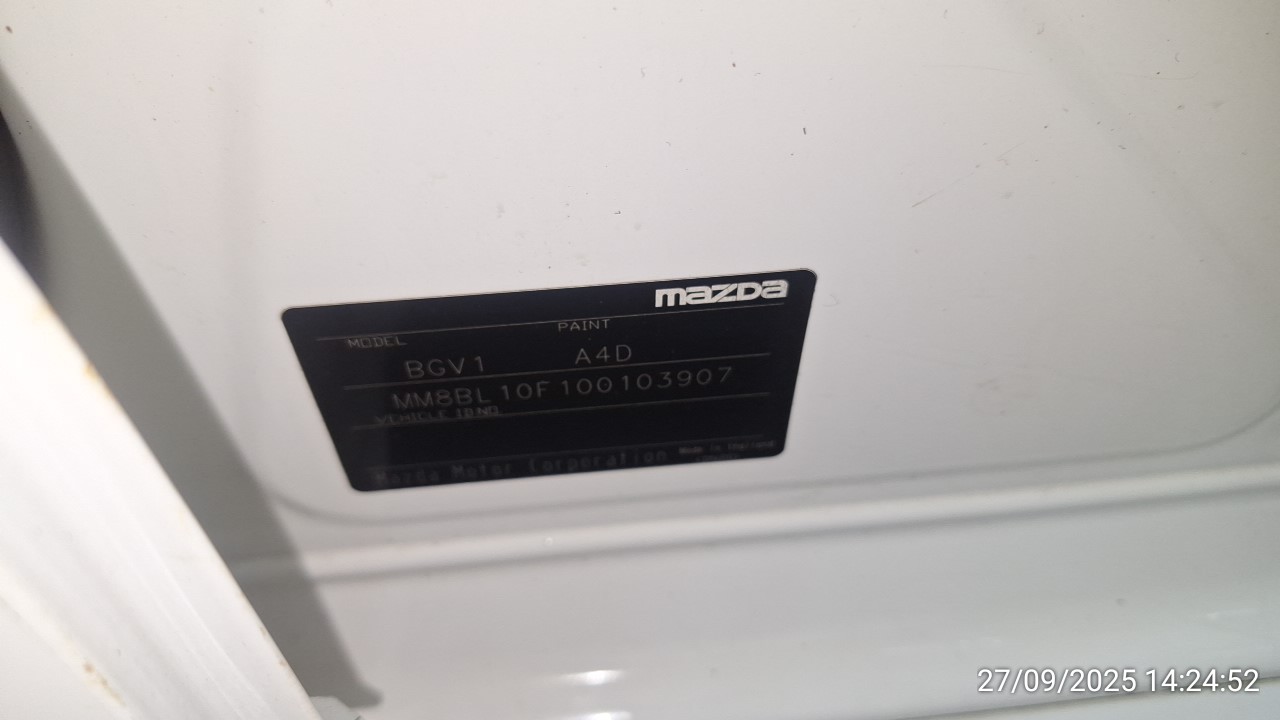 mazda
MODEL PAINT
BGV1 A4D
MM8BL10F100103907
VEHICLE ID.NO.
Mazda Motor Corporation Made in Thailand
27/09/2025 14:24:52